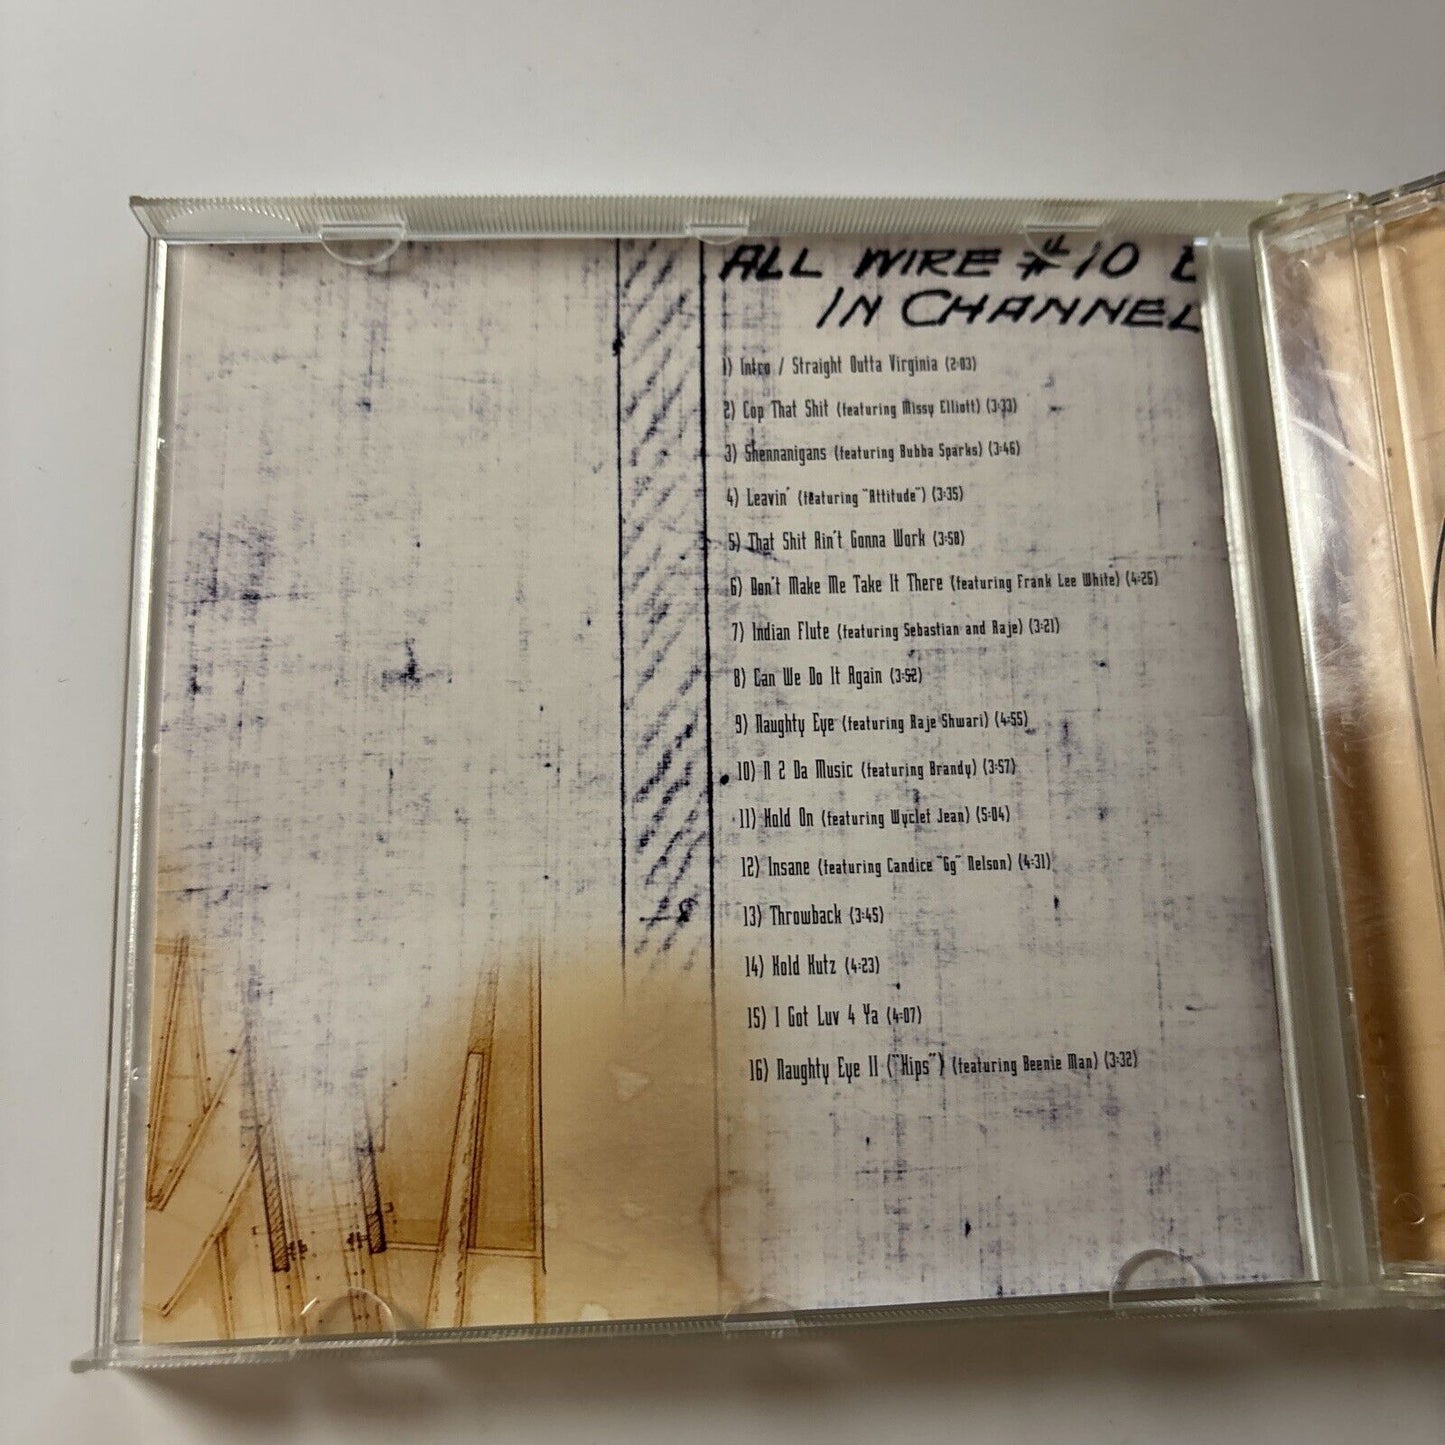 ALL WIRE #10
IN CHANNEL
1) Intro / Straight Outta Virginia (2:03)
2) Cop That Shit (featuring Missy Elliott) (3:33)
3) Shennanigans (featuring Bubba Sparks) (3:46)
4) Leavin' (featuring "Attitude") (3:35)
5) That Shit Ain't Gonna Work (3:58)
6) Don't Make Me Take It There (featuring Frank Lee White) (4:26)
7) Indian Flute (featuring Sebastian and Raje) (3:21)
8) Can We Do It Again (3:52)
9) Naughty Eye (featuring Raje Shwari) (4:55)
10) N 2 Da Music (featuring Brandy) (3:57)
11) Hold On (featuring Wyclef Jean) (5:04)
12) Insane (featuring Candice "Gg" Nelson) (4:31)
13) Throwback (3:45)
14) Kold Kutz (4:23)
15) I Got Luv 4 Ya (4:07)
16) Naughty Eye II ("Hips") (featuring Beenie Man) (3:32)